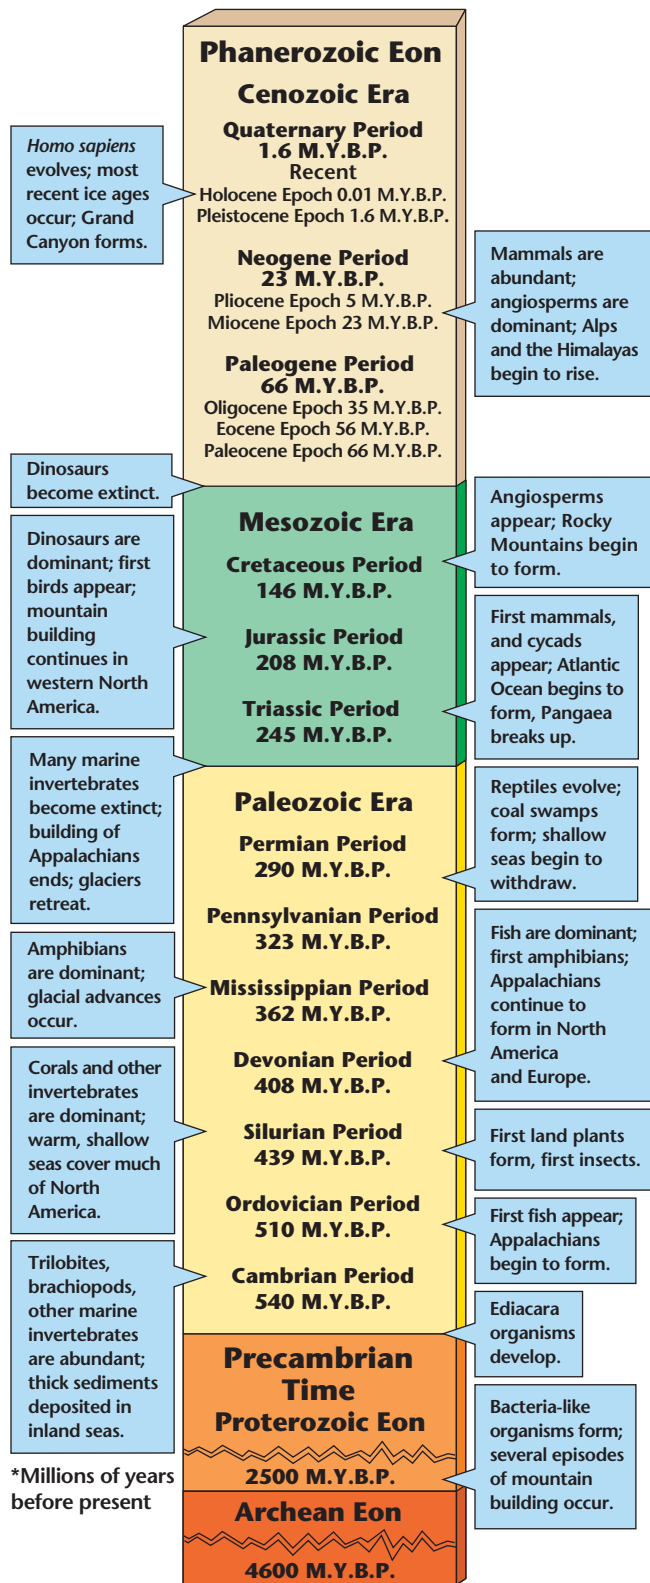 Phanerozoic Eon
Cenozoic Era
Quaternary Period
1.6 M.Y.B.P.
Recent
Holocene Epoch 0.01 M.Y.B.P.
Pleistocene Epoch 1.6 M.Y.B.P.
Homo sapiens
evolves; most
recent ice ages
occur; Grand
Canyon forms.
Neogene Period
23 M.Y.B.P.
Pliocene Epoch 5 M.Y.B.P.
Miocene Epoch 23 M.Y.B.P.
Mammals are
abundant;
angiosperms are
dominant; Alps
and the Himalayas
begin to rise.
Paleogene Period
66 M.Y.B.P.
Oligocene Epoch 35 M.Y.B.P.
Eocene Epoch 56 M.Y.B.P.
Paleocene Epoch 66 M.Y.B.P.
Dinosaurs
become extinct.
Mesozoic Era
Cretaceous Period
146 M.Y.B.P.
Angiosperms
appear; Rocky
Mountains begin
to form.
Dinosaurs are
dominant; first
birds appear;
mountain
building
continues in
western North
America.
Jurassic Period
208 M.Y.B.P.
Triassic Period
245 M.Y.B.P.
First mammals,
and cycads
appear; Atlantic
Ocean begins to
form, Pangaea
breaks up.
Many marine
invertebrates
become extinct;
building of
Appalachians
ends; glaciers
retreat.
Paleozoic Era
Permian Period
290 M.Y.B.P.
Reptiles evolve;
coal swamps
form; shallow
seas begin to
withdraw.
Pennsylvanian Period
323 M.Y.B.P.
Amphibians
are dominant;
glacial advances
occur.
Mississippian Period
362 M.Y.B.P.
Fish are dominant;
first amphibians;
Appalachians
continue to
form in North
America
and Europe.
Devonian Period
408 M.Y.B.P.
Corals and other
invertebrates
are dominant;
warm, shallow
seas cover much
of North
America.
Silurian Period
439 M.Y.B.P.
First land plants
form, first insects.
Ordovician Period
510 M.Y.B.P.
First fish appear;
Appalachians
begin to form.
Trilobites,
brachiopods,
other marine
invertebrates
are abundant;
thick sediments
deposited in
inland seas.
Cambrian Period
540 M.Y.B.P.
Ediacara
organisms
develop.
Precambrian
Time
Proterozoic Eon
2500 M.Y.B.P.
Bacteria-like
organisms form;
several episodes
of mountain
building occur.
*Millions of years
before present
Archean Eon
4600 M.Y.B.P.